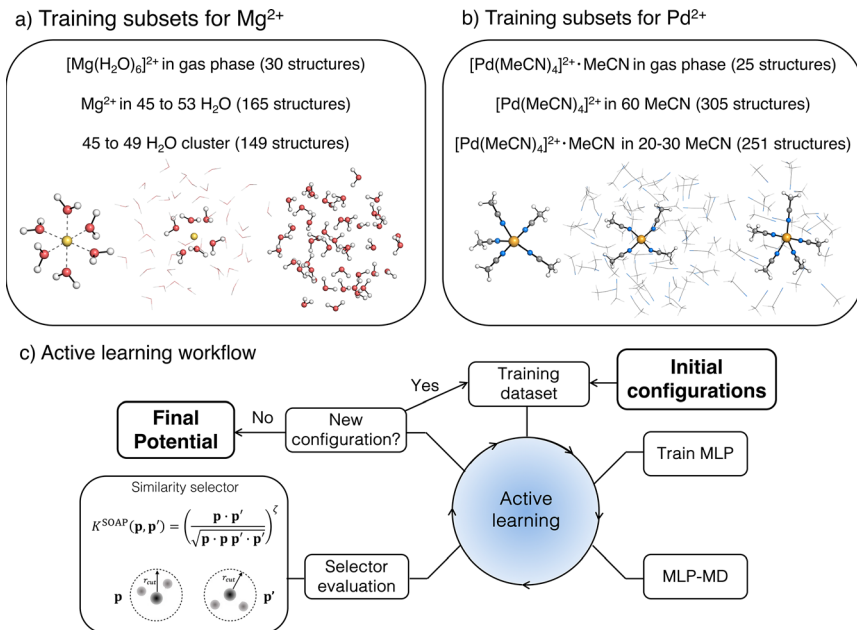 a) Training subsets for Mg²⁺
[Mg(H₂O)₆]²⁺ in gas phase (30 structures)
Mg²⁺ in 45 to 53 H₂O (165 structures)
45 to 49 H₂O cluster (149 structures)
b) Training subsets for Pd²⁺
[Pd(MeCN)₄]²⁺·MeCN in gas phase (25 structures)
[Pd(MeCN)₄]²⁺ in 60 MeCN (305 structures)
[Pd(MeCN)₄]²⁺·MeCN in 20-30 MeCN (251 structures)
c) Active learning workflow
Yes
Training
dataset
Initial
configurations
Final
Potential
No
New
configuration?
Train MLP
Active
learning
Similarity selector
K^SOAP(p, p′) = (p · p′ / √(p · p p′ · p′))^ζ
r_cut
r_cut
p
p′
Selector
evaluation
MLP-MD